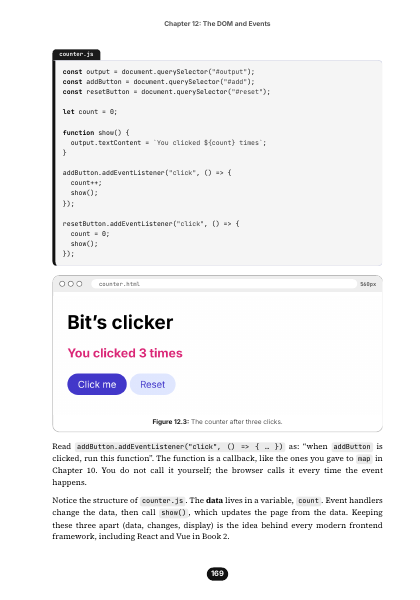 Chapter 12: The DOM and Events
counter.js
const output = document.querySelector("#output");
const addButton = document.querySelector("#add");
const resetButton = document.querySelector("#reset");
let count = 0;
function show() {
  output.textContent = `You clicked ${count} times`;
}
addButton.addEventListener("click", () => {
  count++;
  show();
});
resetButton.addEventListener("click", () => {
  count = 0;
  show();
});
counter.html
560px
Bit's clicker
You clicked 3 times
Click me Reset
Figure 12.3: The counter after three clicks.
Read addButton.addEventListener("click", () => { … }) as: “when addButton is
clicked, run this function”. The function is a callback, like the ones you gave to map in
Chapter 10. You do not call it yourself; the browser calls it every time the event
happens.
Notice the structure of counter.js. The data lives in a variable, count. Event handlers
change the data, then call show(), which updates the page from the data. Keeping
these three apart (data, changes, display) is the idea behind every modern frontend
framework, including React and Vue in Book 2.
169